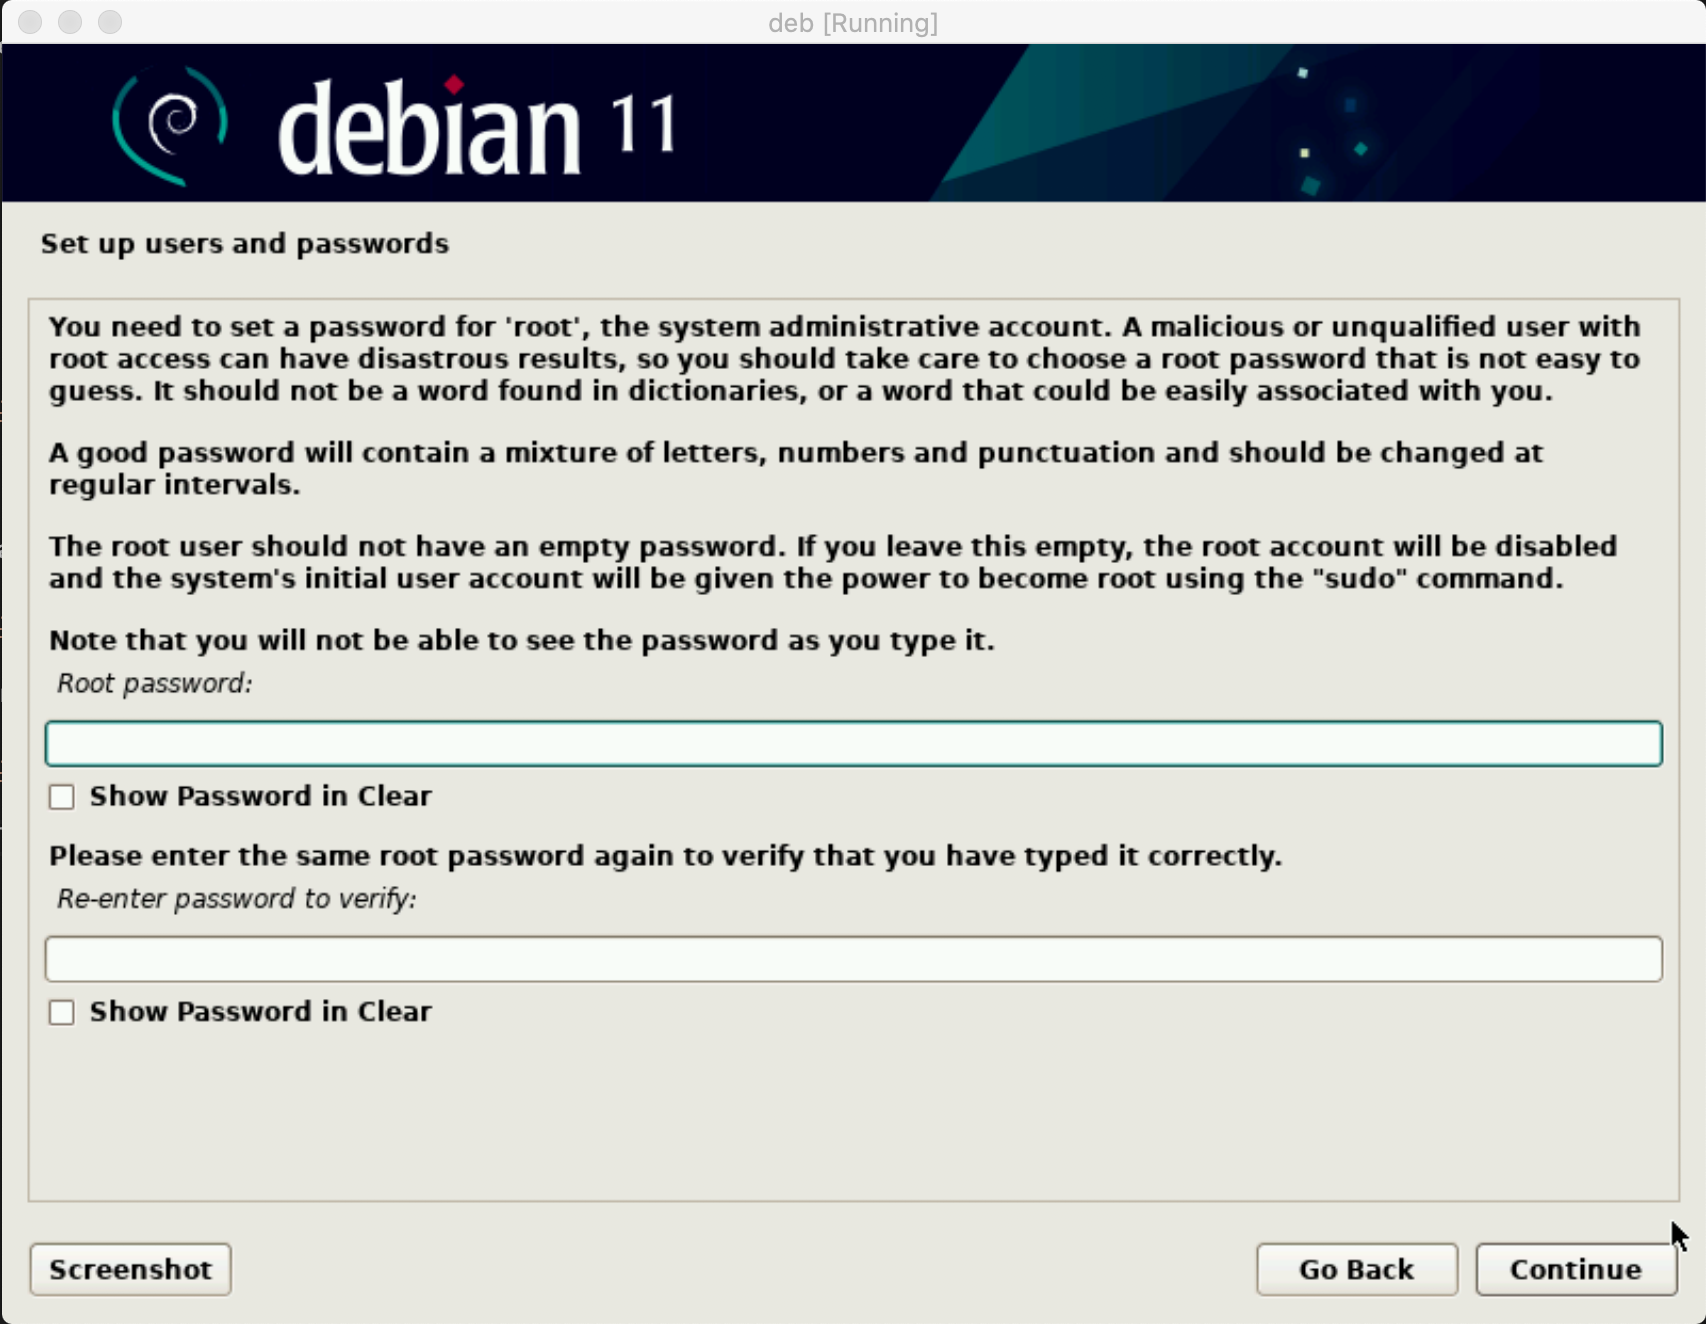 deb [Running]
debian 11
Set up users and passwords
You need to set a password for 'root', the system administrative account. A malicious or unqualified user with
root access can have disastrous results, so you should take care to choose a root password that is not easy to
guess. It should not be a word found in dictionaries, or a word that could be easily associated with you.
A good password will contain a mixture of letters, numbers and punctuation and should be changed at
regular intervals.
The root user should not have an empty password. If you leave this empty, the root account will be disabled
and the system's initial user account will be given the power to become root using the "sudo" command.
Note that you will not be able to see the password as you type it.
Root password:
Show Password in Clear
Please enter the same root password again to verify that you have typed it correctly.
Re-enter password to verify:
Show Password in Clear
Screenshot
Go Back
Continue